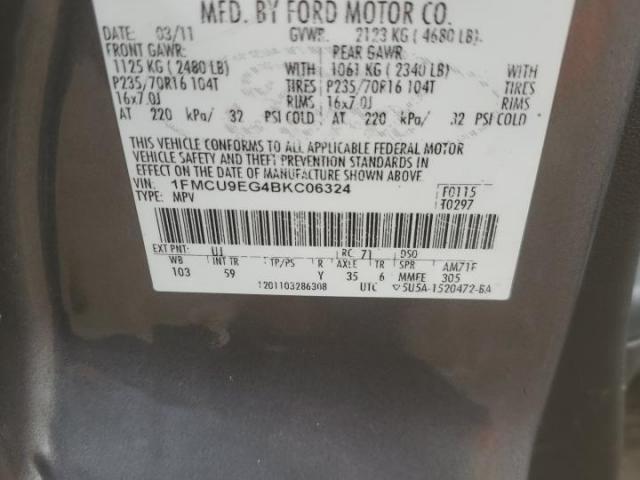 MFD. BY FORD MOTOR CO.
DATE: 03/11 GVWR: 2123 KG ( 4680 LB)
FRONT GAWR: REAR GAWR:
1125 KG ( 2480 LB) WITH 1061 KG ( 2340 LB) WITH
P235/70R16 104T TIRES P235/70R16 104T TIRES
16x7.0J RIMS 16x7.0J RIMS
AT 220 kPa/ 32 PSI COLD AT 220 kPa/ 32 PSI COLD
THIS VEHICLE CONFORMS TO ALL APPLICABLE FEDERAL MOTOR
VEHICLE SAFETY AND THEFT PREVENTION STANDARDS IN
EFFECT ON THE DATE OF MANUFACTURE SHOWN ABOVE.
VIN: 1FMCU9EG4BKC06324 F0115
TYPE: MPV T0297
EXT PNT: UJ RC: 71 DSO
WB INT TR TP/PS R AXLE TR SPR AM71F
103 59 Y 35 6 MMFE 305
1201103286308 UTC ▽5U5A-1520472-BA